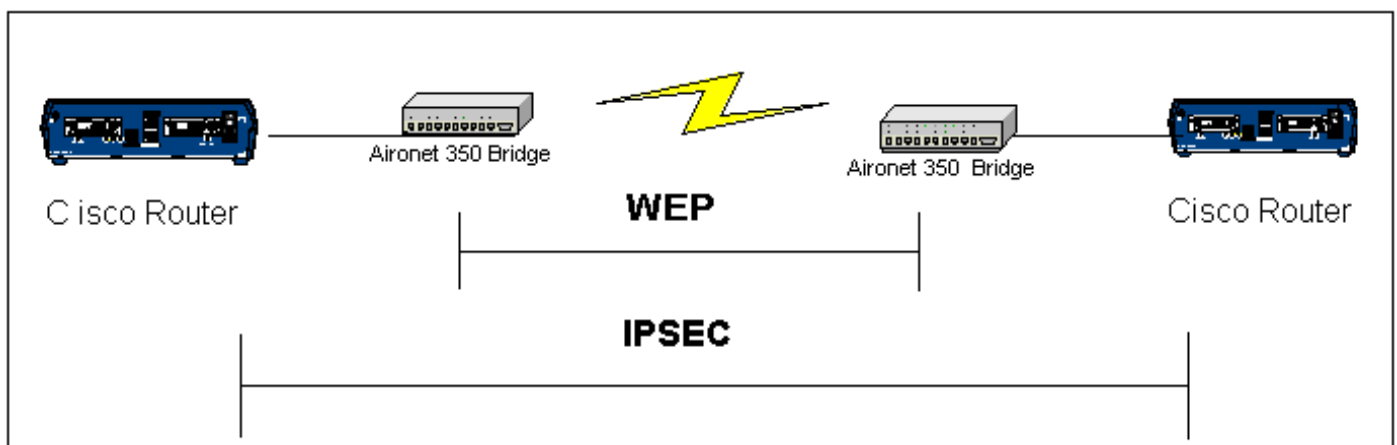 Aironet 350 Bridge
Aironet 350 Bridge
C isco Router
WEP
Cisco Router
IPSEC